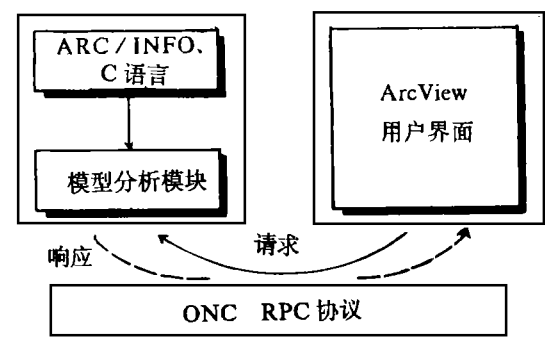 ARC / INFO、
C 语言
模型分析模块
ArcView
用户界面
响应
请求
ONC RPC 协议